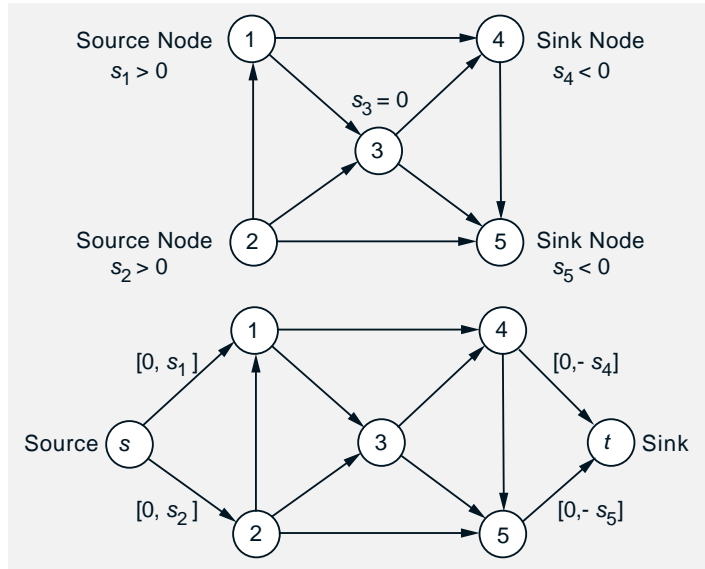 Source Node
s1 > 0
1
4
Sink Node
s4 < 0
s3 = 0
3
Source Node
s2 > 0
2
5
Sink Node
s5 < 0
1
4
[0, s1 ]
[0,- s4]
Source
s
3
t
Sink
[0, s2 ]
2
5
[0,- s5]